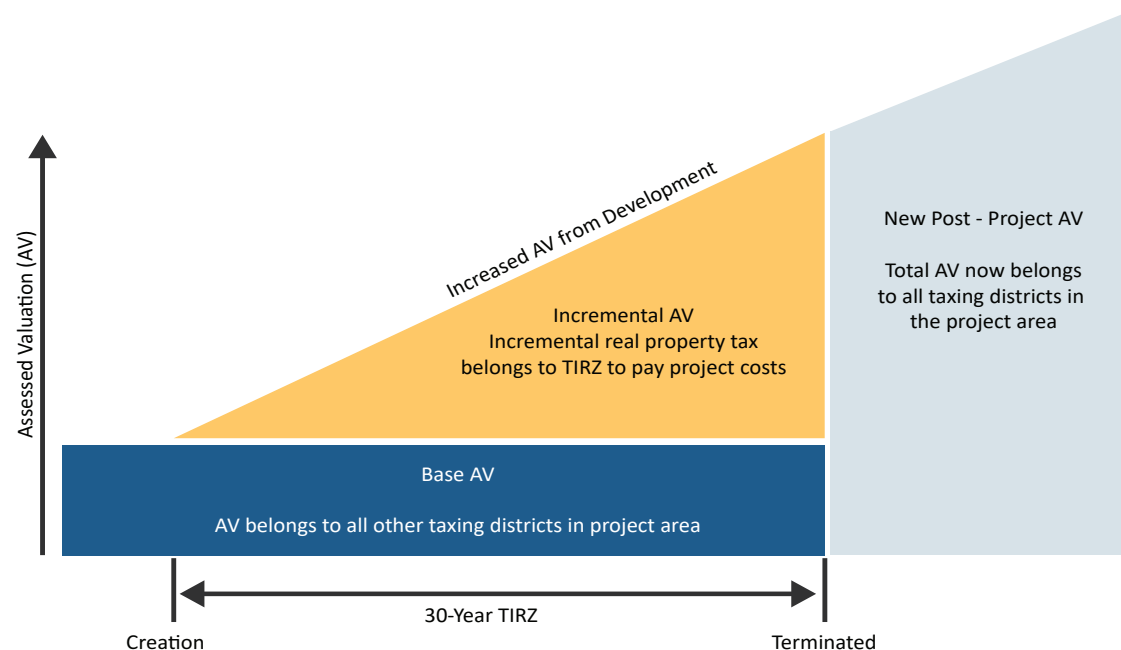 Assessed Valuation (AV)
Increased AV from Development
Incremental AV
Incremental real property tax
belongs to TIRZ to pay project costs
New Post - Project AV
Total AV now belongs
to all taxing districts in
the project area
Base AV
AV belongs to all other taxing districts in project area
30-Year TIRZ
Creation
Terminated